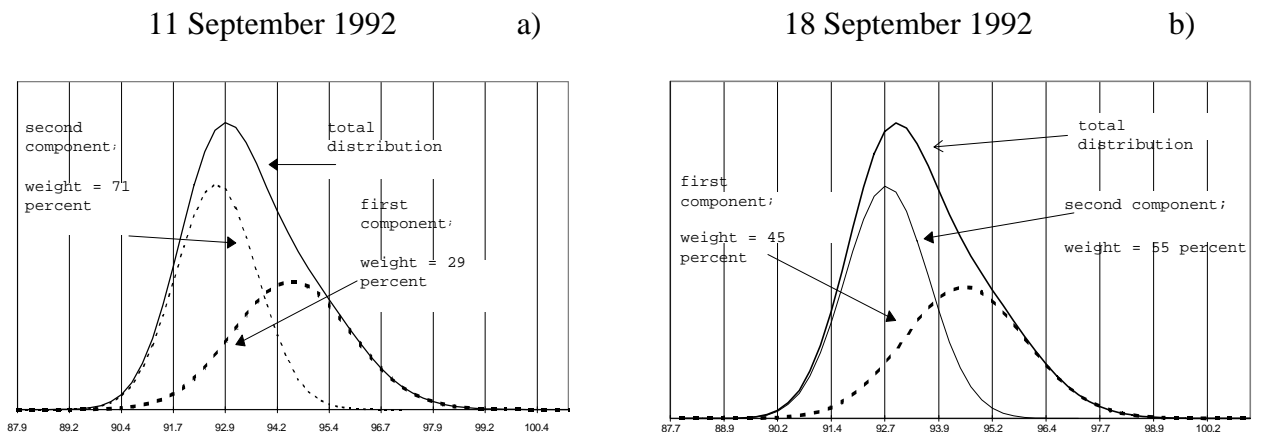 11 September 1992 a)
second
component;
weight = 71
percent
total
distribution
first
component;
weight = 29
percent
87.9 89.2 90.4 91.7 92.9 94.2 95.4 96.7 97.9 99.2 100.4
18 September 1992 b)
total
distribution
first
component;
weight = 45
percent
second component;
weight = 55 percent
87.7 88.9 90.2 91.4 92.7 93.9 95.2 96.4 97.7 98.9 100.2